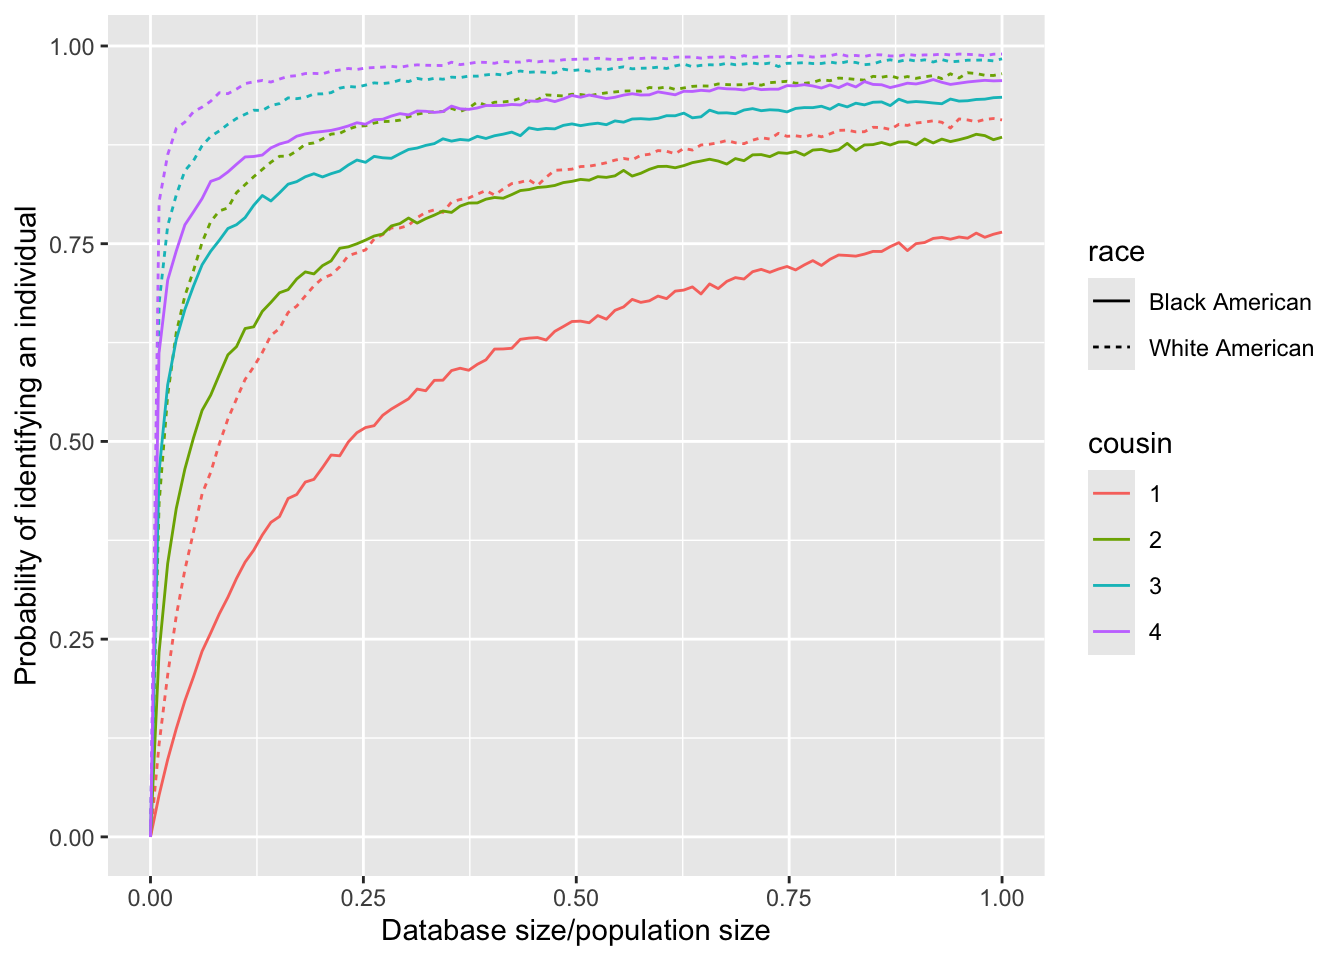 1.00
0.75
0.50
0.25
0.00
Probability of identifying an individual
0.00 0.25 0.50 0.75 1.00
Database size/population size
race
Black American
White American
cousin
1
2
3
4